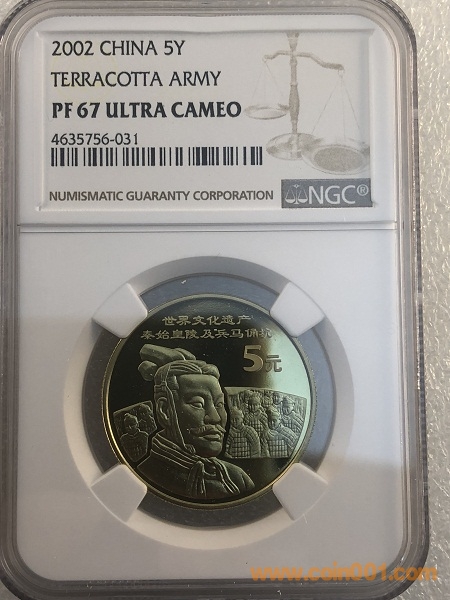 2002 CHINA 5Y
TERRACOTTA ARMY
PF 67 ULTRA CAMEO
4635756-031
NUMISMATIC GUARANTY CORPORATION
NGC®
世界文化遗产
秦始皇陵及兵马俑坑
5元
www.coin001.com